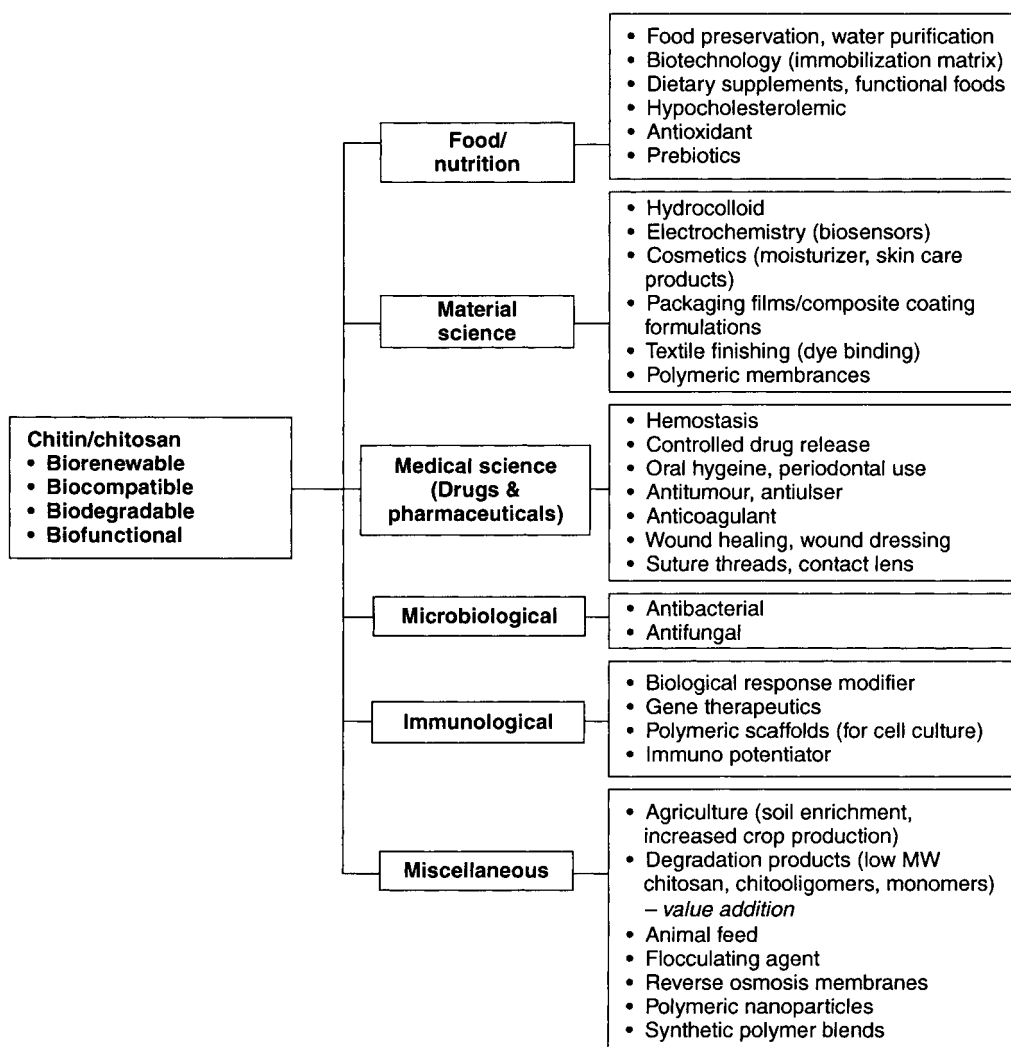 Chitin/chitosan
• Biorenewable
• Biocompatible
• Biodegradable
• Biofunctional
Food/
nutrition
• Food preservation, water purification
• Biotechnology (immobilization matrix)
• Dietary supplements, functional foods
• Hypocholesterolemic
• Antioxidant
• Prebiotics
Material
science
• Hydrocolloid
• Electrochemistry (biosensors)
• Cosmetics (moisturizer, skin care
products)
• Packaging films/composite coating
formulations
• Textile finishing (dye binding)
• Polymeric membrances
Medical science
(Drugs &
pharmaceuticals)
• Hemostasis
• Controlled drug release
• Oral hygeine, periodontal use
• Antitumour, antiulser
• Anticoagulant
• Wound healing, wound dressing
• Suture threads, contact lens
Microbiological
• Antibacterial
• Antifungal
Immunological
• Biological response modifier
• Gene therapeutics
• Polymeric scaffolds (for cell culture)
• Immuno potentiator
Miscellaneous
• Agriculture (soil enrichment,
increased crop production)
• Degradation products (low MW
chitosan, chitooligomers, monomers)
– value addition
• Animal feed
• Flocculating agent
• Reverse osmosis membranes
• Polymeric nanoparticles
• Synthetic polymer blends